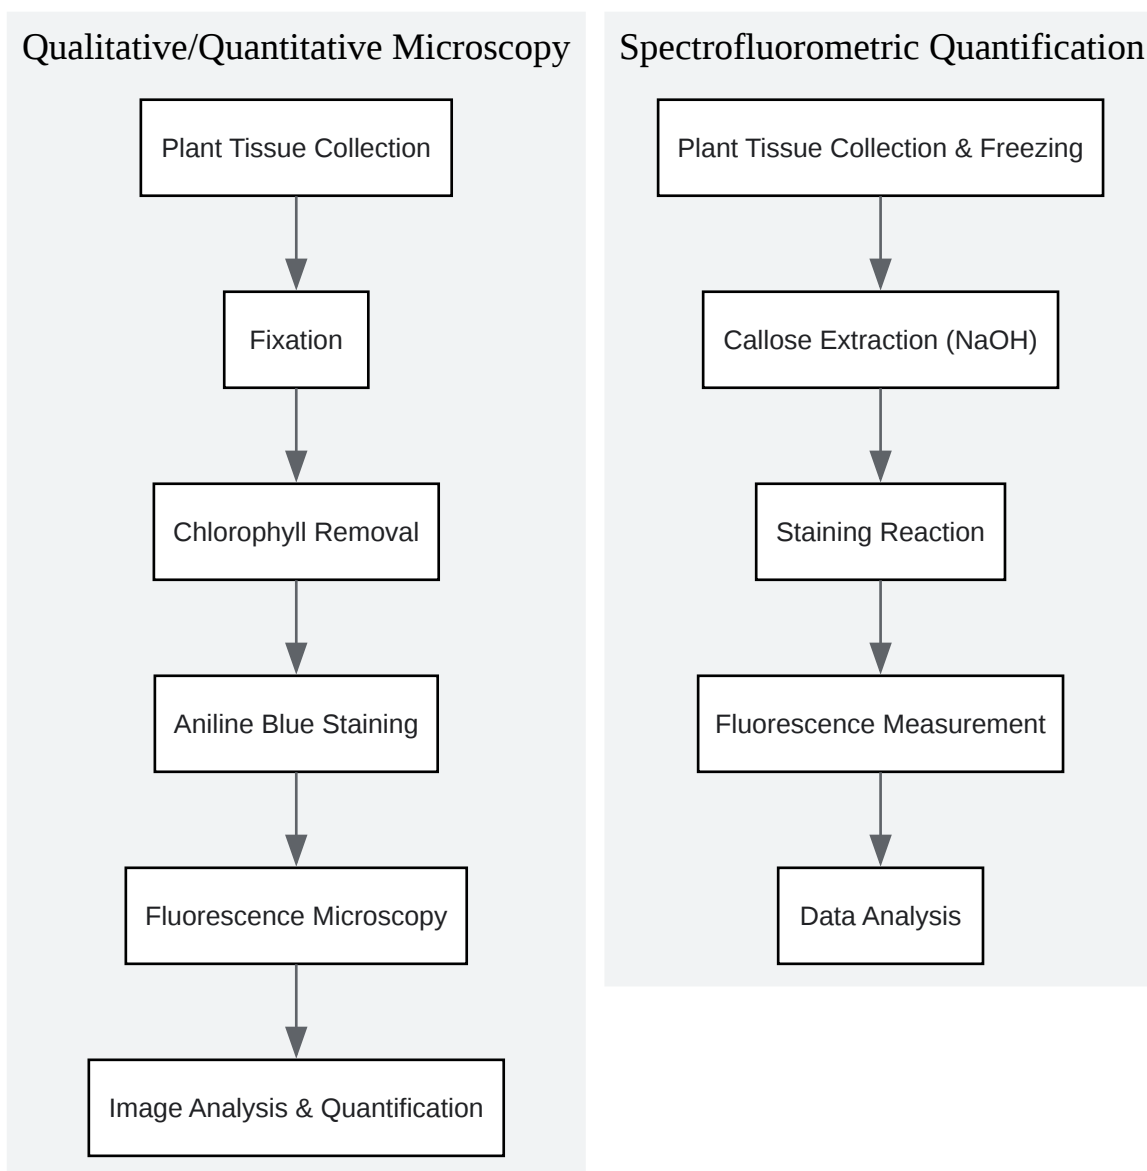 Qualitative/Quantitative Microscopy
Plant Tissue Collection
Fixation
Chlorophyll Removal
Aniline Blue Staining
Fluorescence Microscopy
Image Analysis & Quantification
Spectrofluorometric Quantification
Plant Tissue Collection & Freezing
Callose Extraction (NaOH)
Staining Reaction
Fluorescence Measurement
Data Analysis